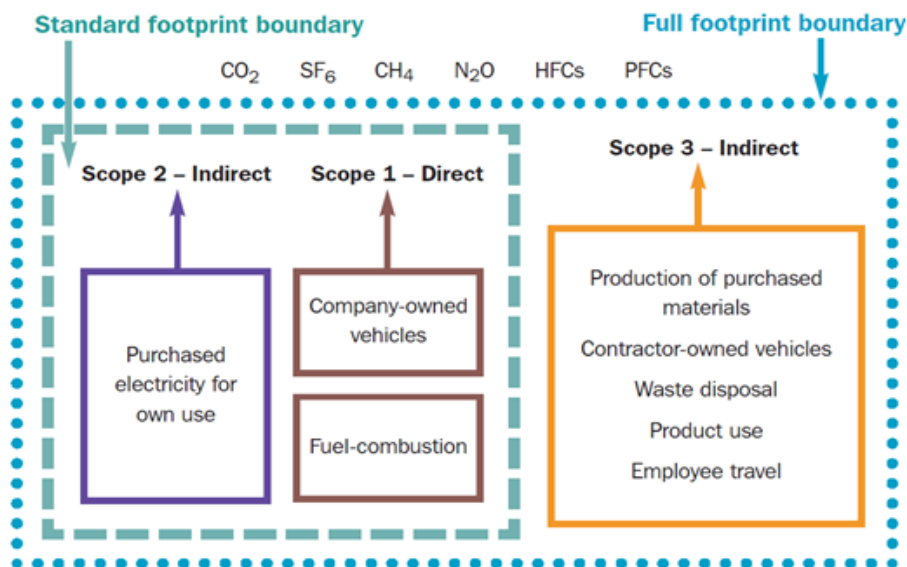 Standard footprint boundary
Full footprint boundary
CO₂ SF₆ CH₄ N₂O HFCs PFCs
Scope 2 – Indirect
Scope 1 – Direct
Scope 3 – Indirect
Purchased
electricity for
own use
Company-owned
vehicles
Fuel-combustion
Production of purchased
materials
Contractor-owned vehicles
Waste disposal
Product use
Employee travel